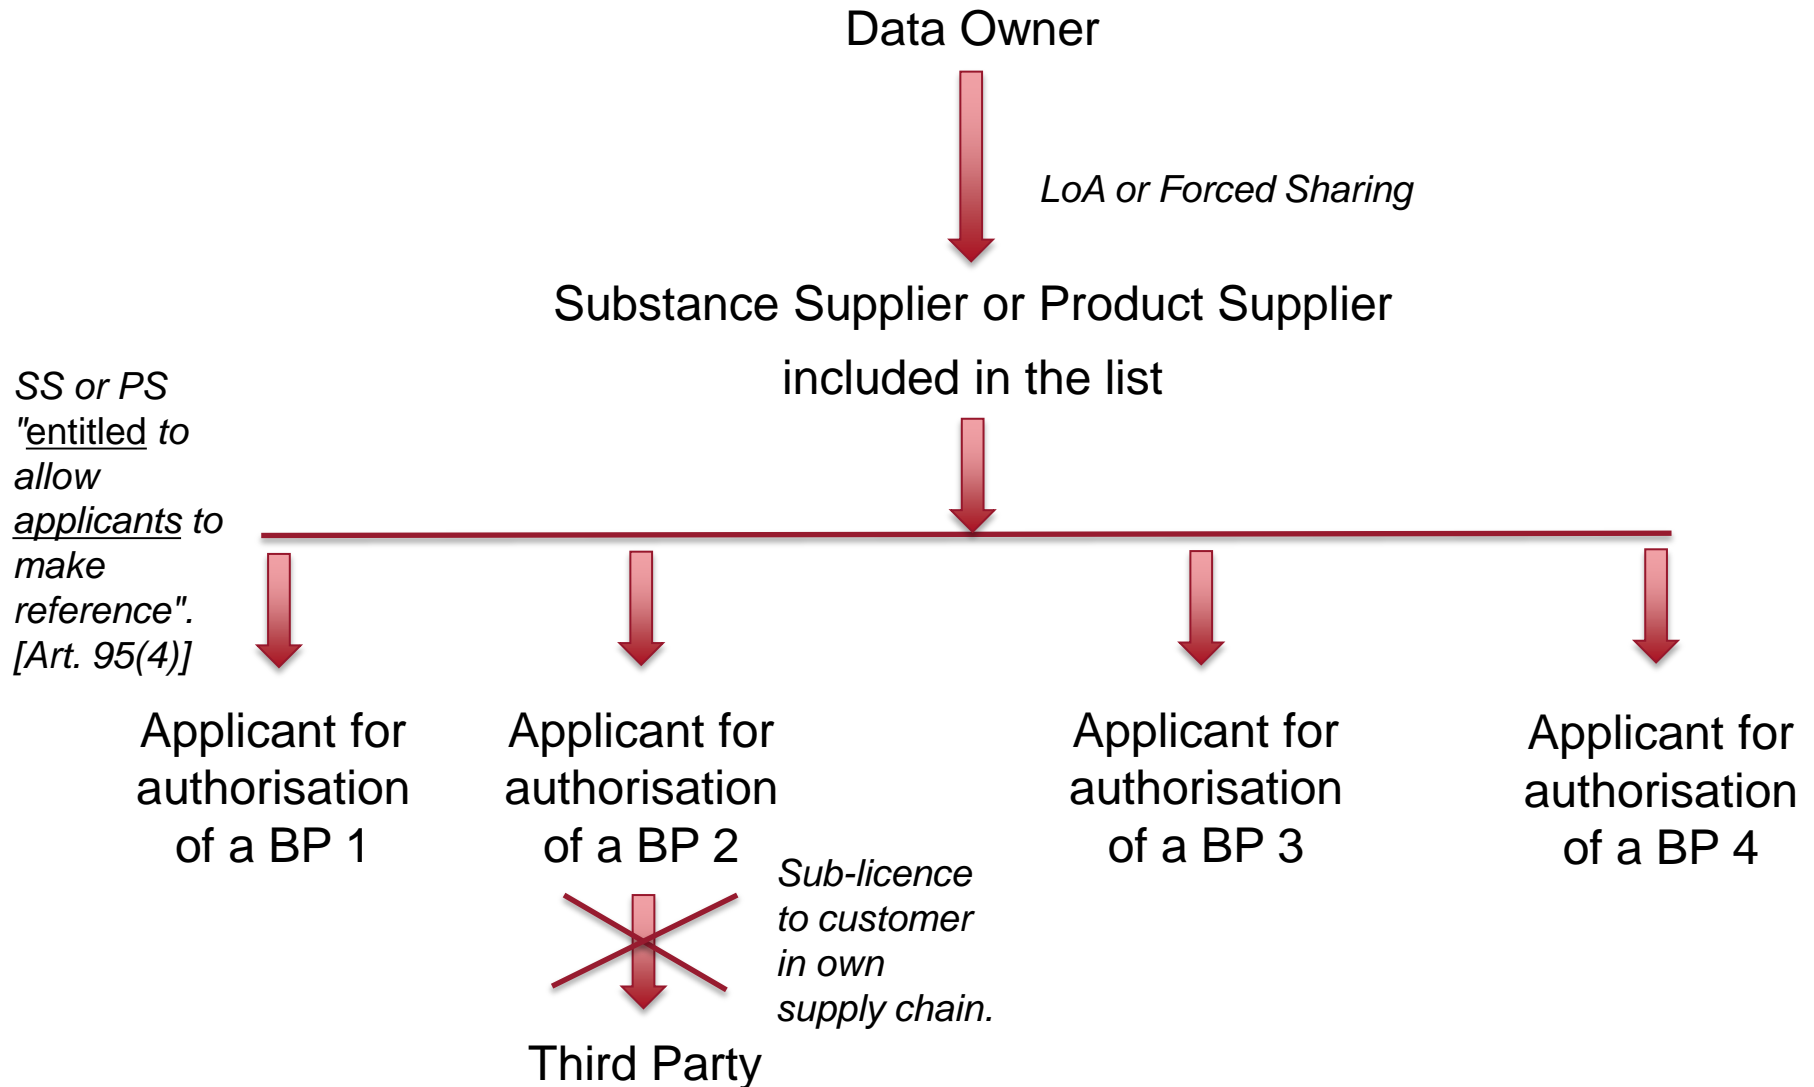 Data Owner
LoA or Forced Sharing
Substance Supplier or Product Supplier
included in the list
SS or PS
"entitled to
allow
applicants to
make
reference".
[Art. 95(4)]
Applicant for
authorisation
of a BP 1
Applicant for
authorisation
of a BP 2
Applicant for
authorisation
of a BP 3
Applicant for
authorisation
of a BP 4
Sub-licence
to customer
in own
supply chain.
Third Party